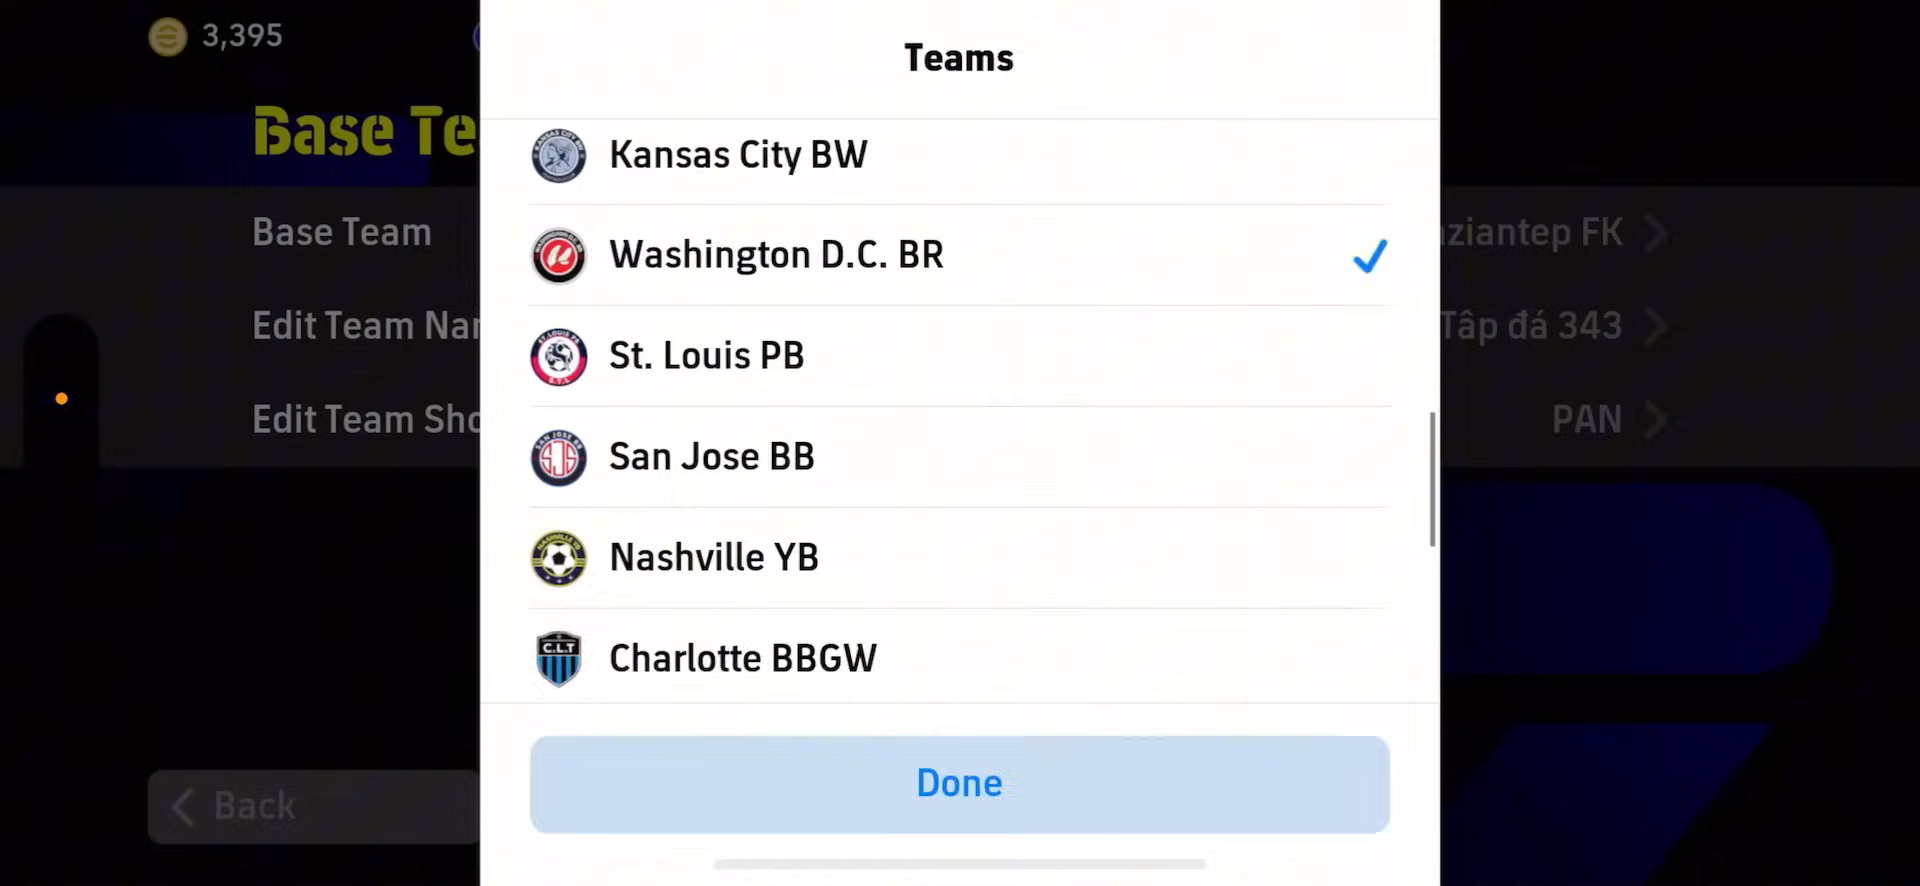 3,395
Teams
Base Te
Kansas City BW
Base Team
Washington D.C. BR
ziantep FK
Edit Team Nar
St. Louis PB
Tập đá 343
Edit Team Sho
San Jose BB
PAN
Nashville YB
C.L.T
Charlotte BBGW
Done
Back